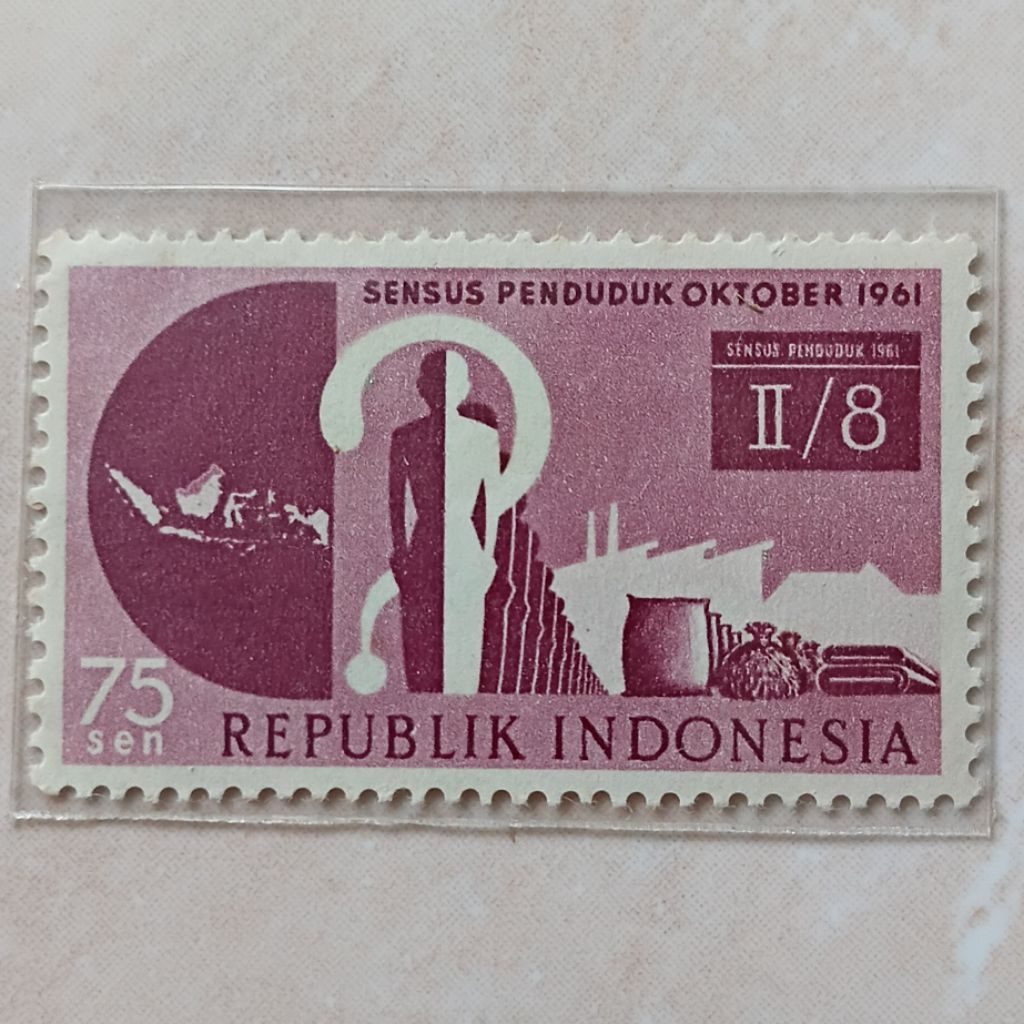 SENSUS PENDUDUK OKTOBER 1961
SENSUS PENDUDUK 1961
II/8
75
sen
REPUBLIK INDONESIA